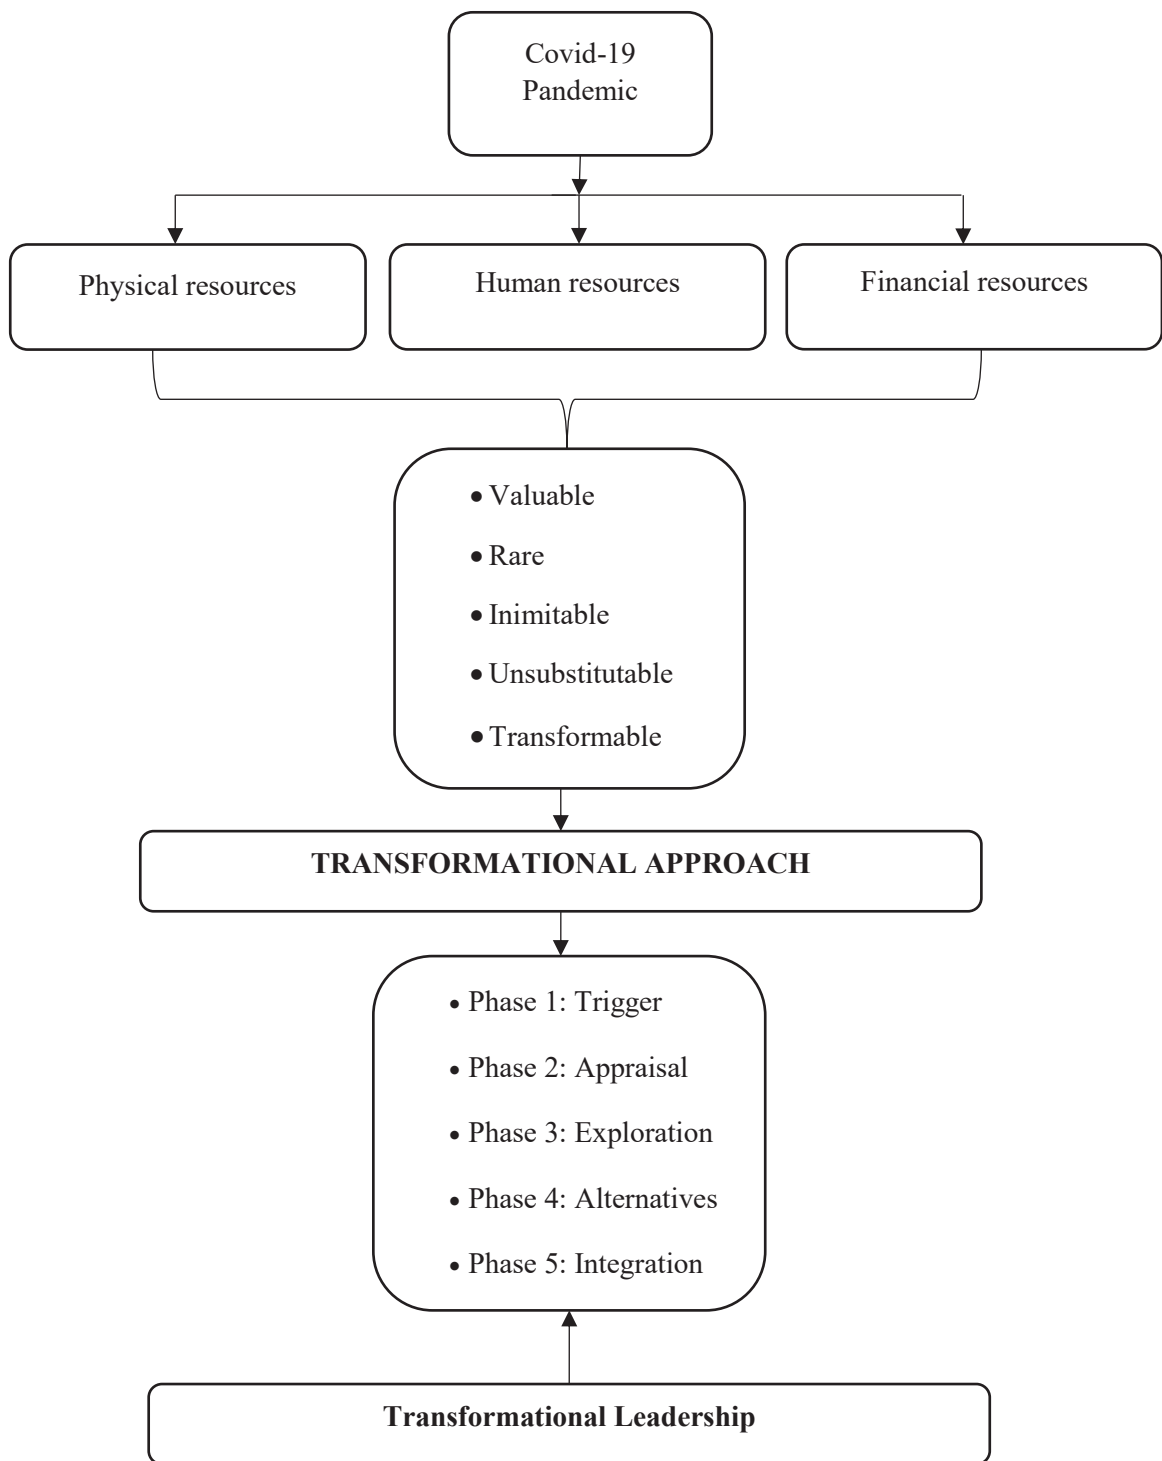 Covid-19
Pandemic
Physical resources
Human resources
Financial resources
• Valuable
• Rare
• Inimitable
• Unsubstitutable
• Transformable
TRANSFORMATIONAL APPROACH
• Phase 1: Trigger
• Phase 2: Appraisal
• Phase 3: Exploration
• Phase 4: Alternatives
• Phase 5: Integration
Transformational Leadership